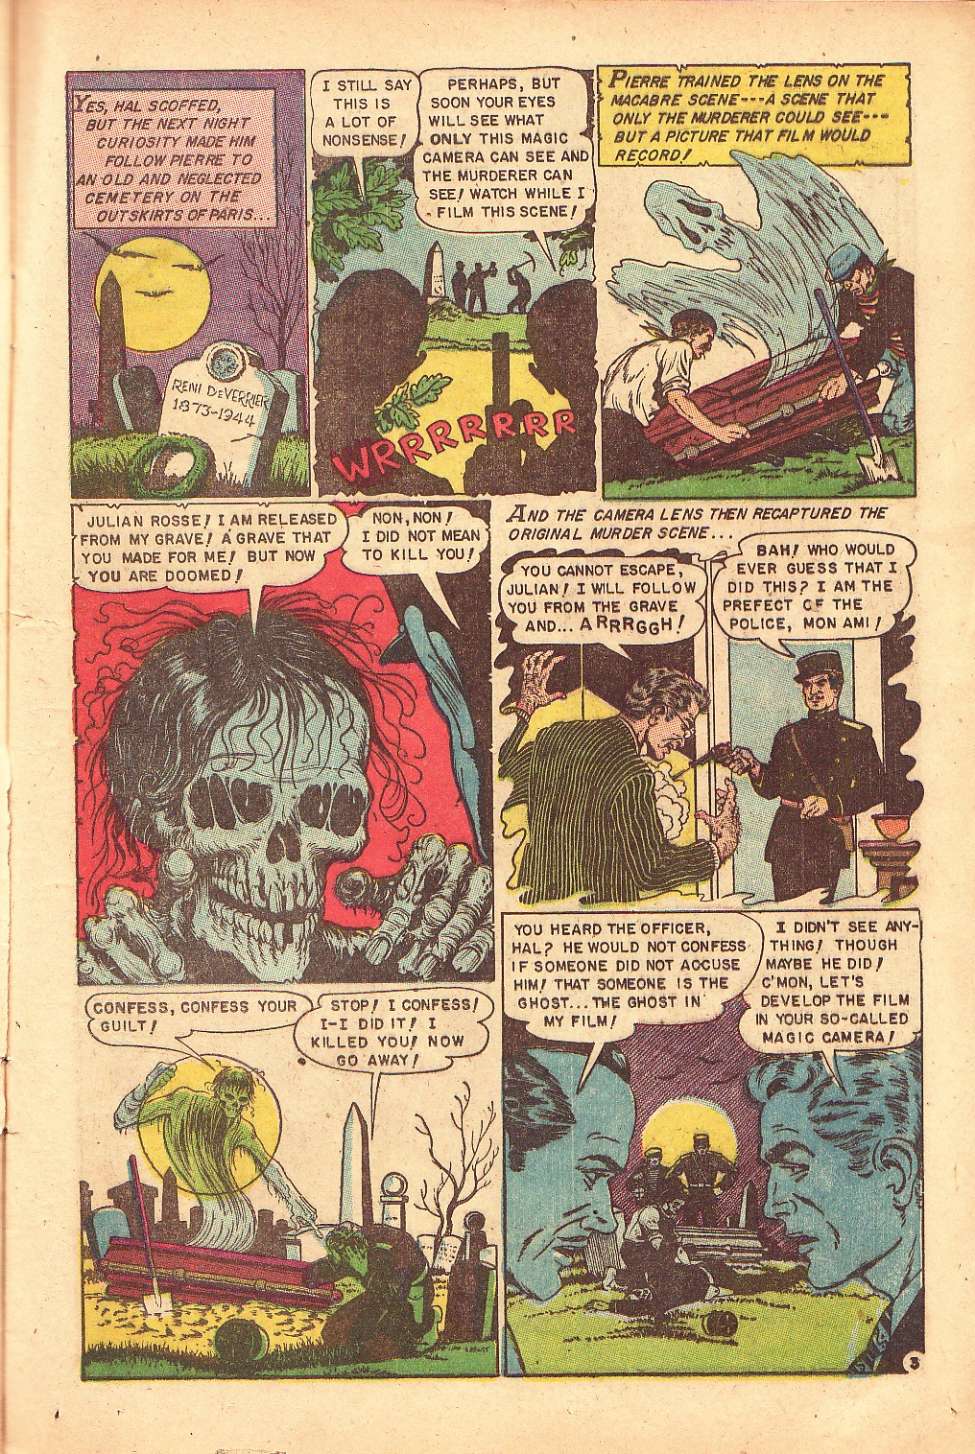 YES, HAL SCOFFED,
BUT THE NEXT NIGHT
CURIOSITY MADE HIM
FOLLOW PIERRE TO
AN OLD AND NEGLECTED
CEMETERY ON THE
OUTSKIRTS OF PARIS...
RENI DEVERRIER
1873-1944
I STILL SAY
THIS IS
A LOT OF
NONSENSE!
PERHAPS, BUT
SOON YOUR EYES
WILL SEE WHAT
ONLY THIS MAGIC
CAMERA CAN SEE AND
THE MURDERER CAN
SEE! WATCH WHILE I
FILM THIS SCENE!
WRRRRRRRR
PIERRE TRAINED THE LENS ON THE
MACABRE SCENE---A SCENE THAT
ONLY THE MURDERER COULD SEE---
BUT A PICTURE THAT FILM WOULD
RECORD!
JULIAN ROSSE! I AM RELEASED
FROM MY GRAVE! A GRAVE THAT
YOU MADE FOR ME! BUT NOW
YOU ARE DOOMED!
NON, NON!
I DID NOT MEAN
TO KILL YOU!
AND THE CAMERA LENS THEN RECAPTURED THE
ORIGINAL MURDER SCENE...
YOU CANNOT ESCAPE,
JULIAN! I WILL FOLLOW
YOU FROM THE GRAVE
AND... ARRRGGH!
BAH! WHO WOULD
EVER GUESS THAT I
DID THIS? I AM THE
PREFECT OF THE
POLICE, MON AMI!
CONFESS, CONFESS YOUR
GUILT!
STOP! I CONFESS!
I-I DID IT! I
KILLED YOU! NOW
GO AWAY!
YOU HEARD THE OFFICER,
HAL? HE WOULD NOT CONFESS
IF SOMEONE DID NOT ACCUSE
HIM! THAT SOMEONE IS THE
GHOST... THE GHOST IN
MY FILM!
I DIDN'T SEE ANY-
THING! THOUGH
MAYBE HE DID!
C'MON, LET'S
DEVELOP THE FILM
IN YOUR SO-CALLED
MAGIC CAMERA!
3